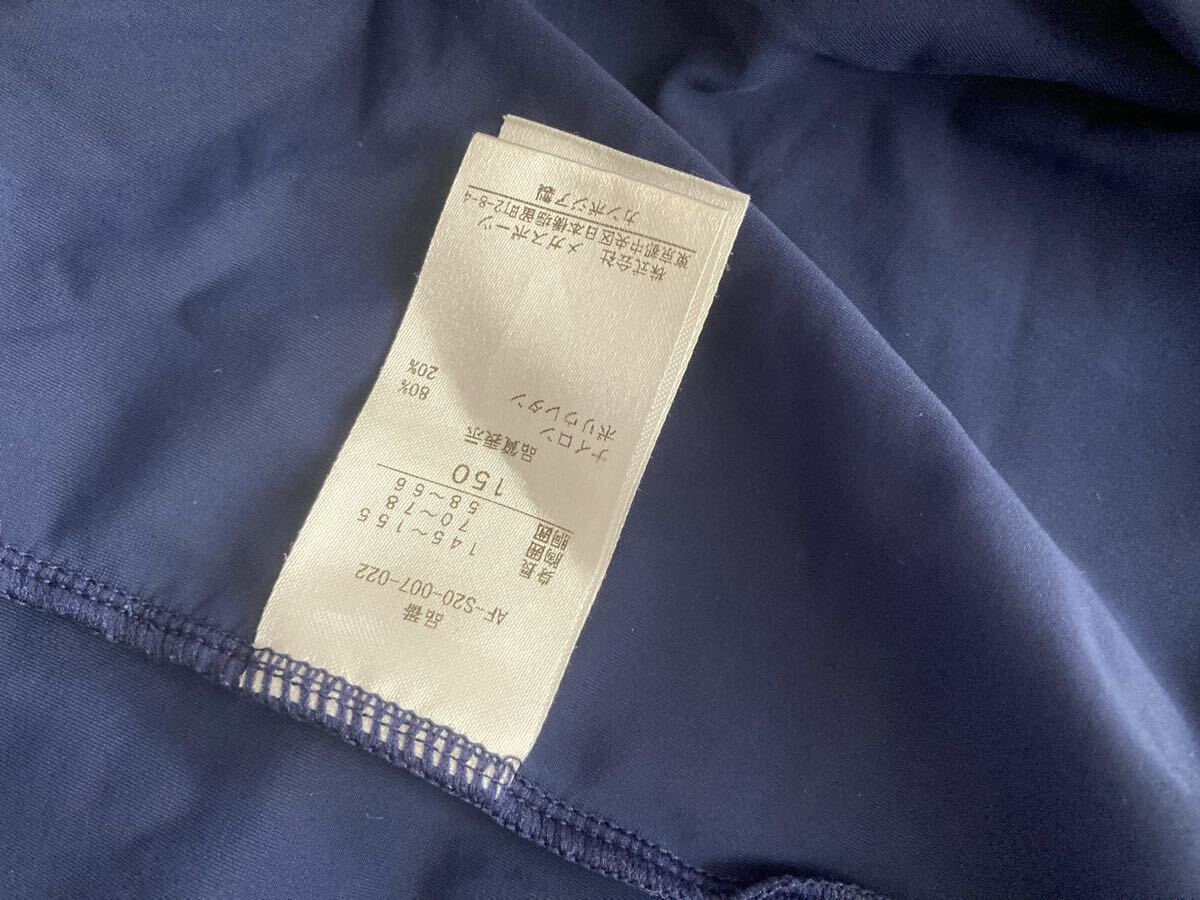 品番
AF-S20-007-022
身長 145～155
胸囲 70～78
胴囲 58～66
150
品質表示
ナイロン 80%
ポリウレタン 20%
株式会社 メガスポーツ
東京都中央区日本橋堀留町2-8-4
カンボジア製